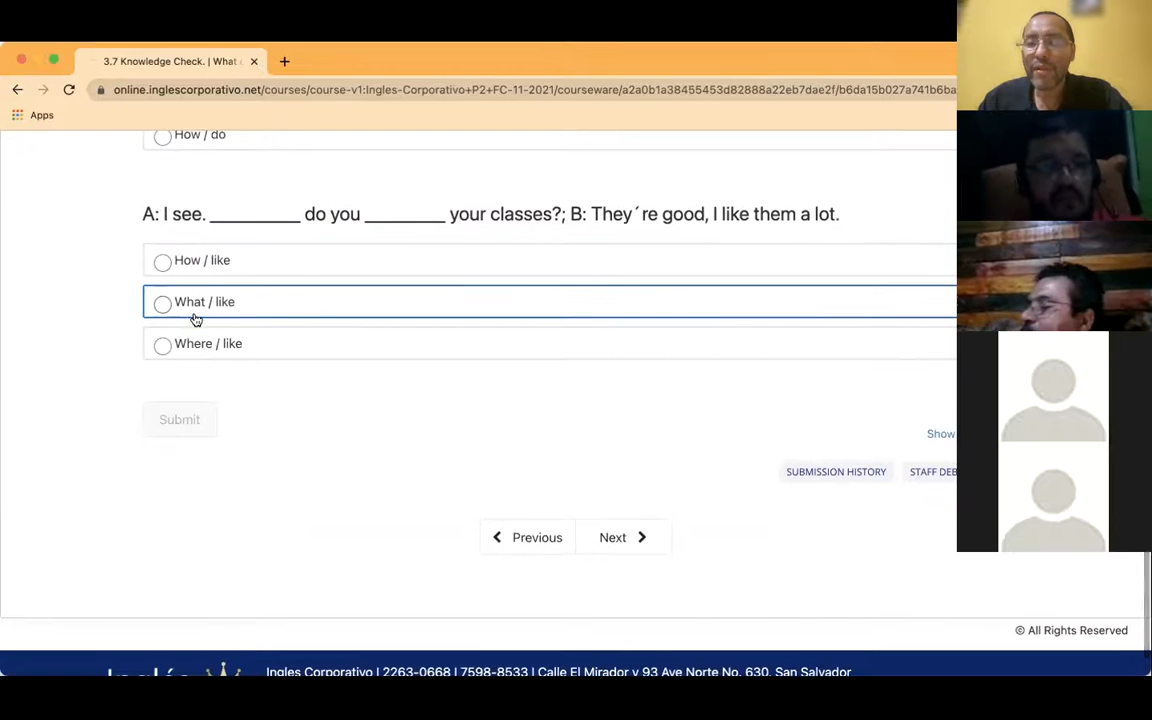 3.7 Knowledge Check. | What
online.inglescorporativo.net/courses/course-v1:Ingles-Corporativo+P2+FC-11-2021/courseware/a2a0b1a38455453d82888a22eb7dae2f/b6da15b027a741b6ba
Apps
How / do
A: I see. __________ do you _________ your classes?; B: They´re good, I like them a lot.
How / like
What / like
Where / like
Submit
Show
SUBMISSION HISTORY
STAFF DEB
Previous
Next
© All Rights Reserved
Inglés
Ingles Corporativo | 2263-0668 | 7598-8533 | Calle El Mirador y 93 Ave Norte No. 630, San Salvador